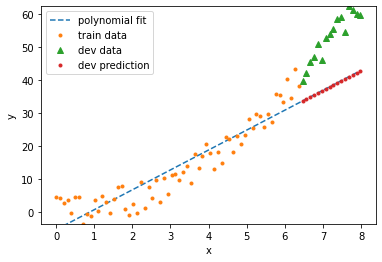 60
50
40
30
20
10
0
y
polynomial fit
train data
dev data
dev prediction
0 1 2 3 4 5 6 7 8
x